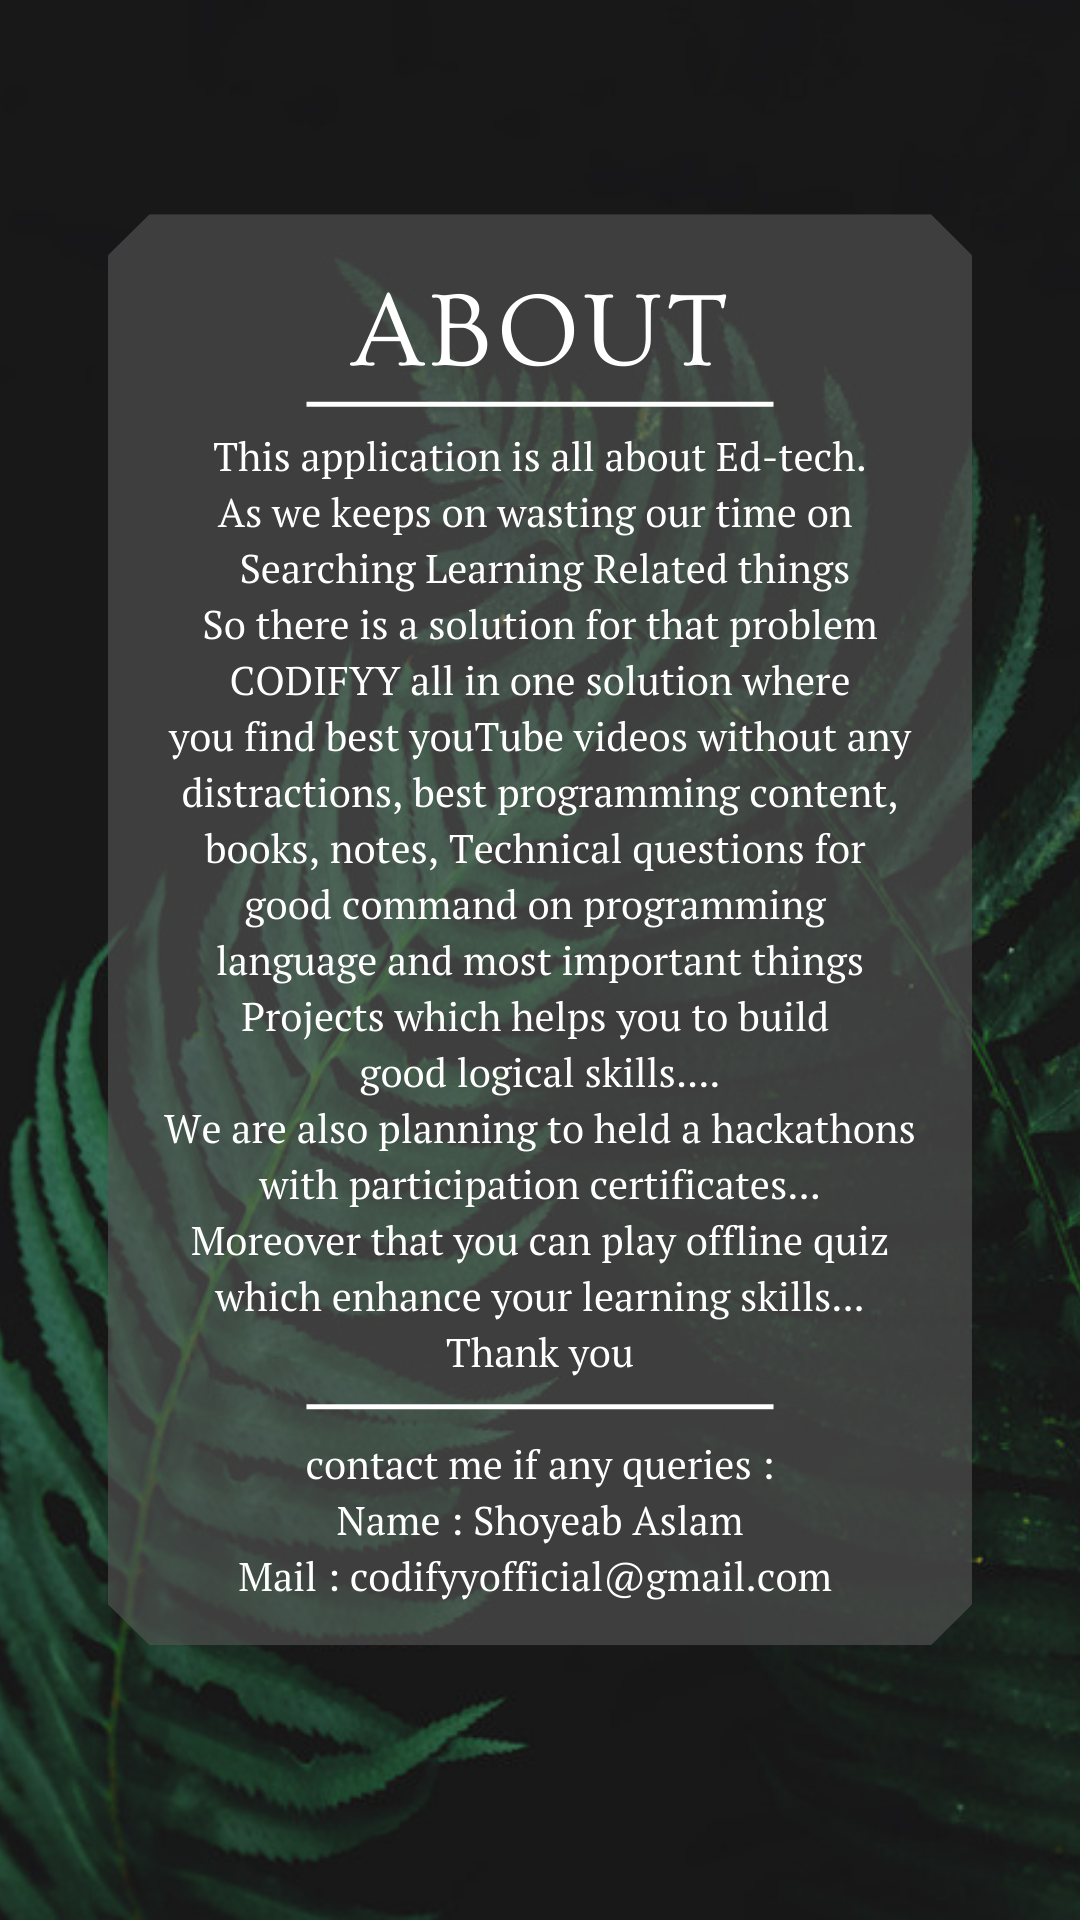 ABOUT
This application is all about Ed-tech.
As we keeps on wasting our time on
Searching Learning Related things
So there is a solution for that problem
CODIFYY all in one solution where
you find best youTube videos without any
distractions, best programming content,
books, notes, Technical questions for
good command on programming
language and most important things
Projects which helps you to build
good logical skills....
We are also planning to held a hackathons
with participation certificates...
Moreover that you can play offline quiz
which enhance your learning skills...
Thank you
contact me if any queries :
Name : Shoyeab Aslam
Mail : codifyyofficial@gmail.com